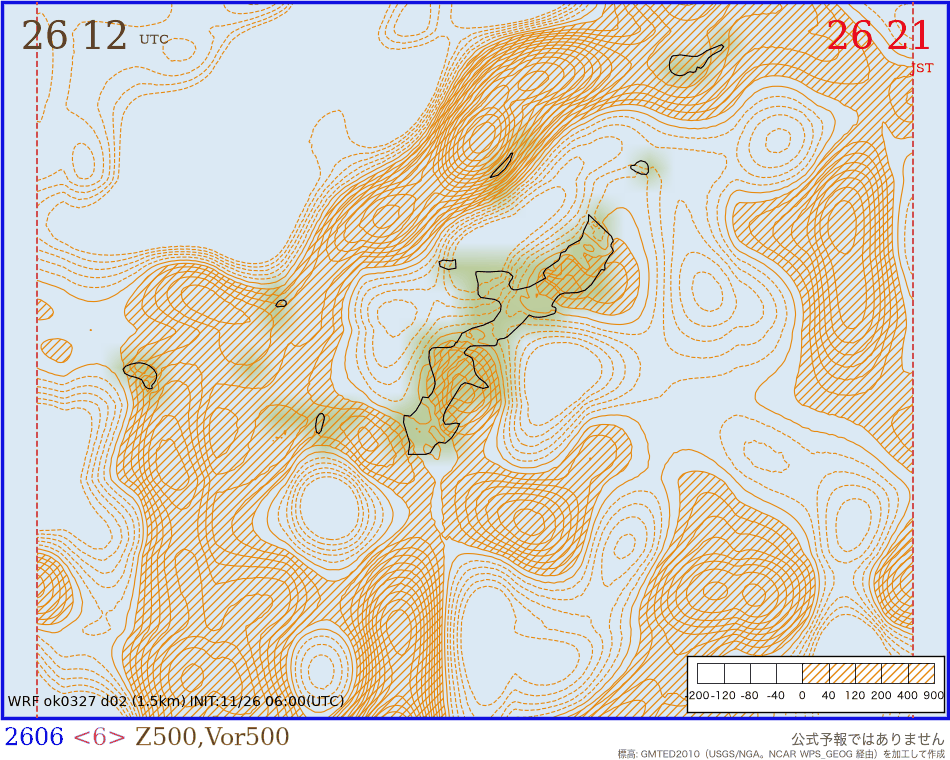 26 12 UTC
26 21
JST
-200 -120 -80 -40 0 40 120 200 400 900
WRF ok0327 d02 (1.5km) INIT:11/26 06:00(UTC)
2606 <6> Z500,Vor500
公式予報ではありません
標高: GMTED2010（USGS/NGA。NCAR WPS_GEOG 経由）を加工して作成